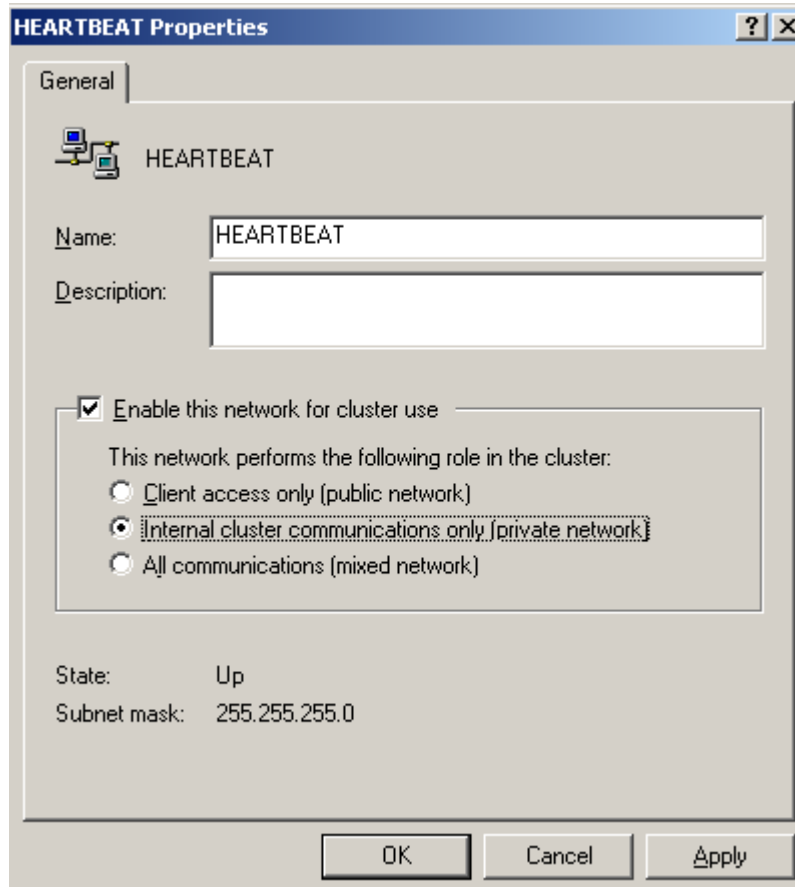 HEARTBEAT Properties
General
HEARTBEAT
Name: HEARTBEAT
Description:
Enable this network for cluster use
This network performs the following role in the cluster:
Client access only (public network)
Internal cluster communications only (private network)
All communications (mixed network)
State: Up
Subnet mask: 255.255.255.0
OK Cancel Apply